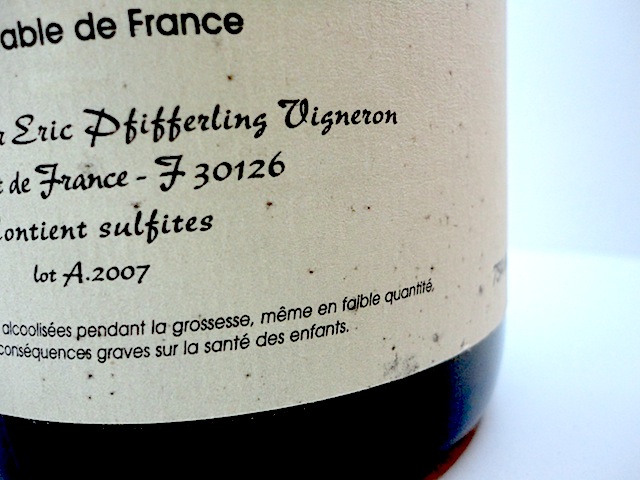 able de France
r Eric Pfifferling Vigneron
t de France - F 30126
ontient sulfites
lot A.2007
alcoolisées pendant la grossesse, même en faible quantité,
conséquences graves sur la santé des enfants.